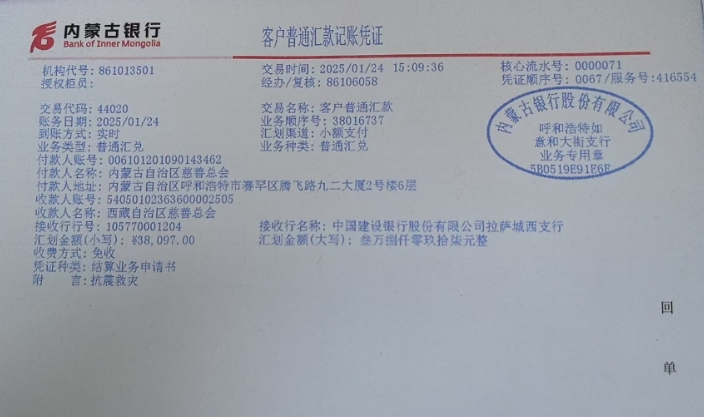 内蒙古银行
Bank of Inner Mongolia
客户普通汇款记账凭证
机构代号: 861013501 交易时间: 2025/01/24 15:09:36 核心流水号: 0000071
授权柜员: 经办/复核: 86106058 凭证顺序号: 0067/服务号:416554
交易代码: 44020 交易名称: 客户普通汇款
账务日期: 2025/01/24 业务顺序号: 38016737
到账方式: 实时 汇划渠道: 小额支付
业务类型: 普通汇兑 业务种类: 普通汇兑
付款人账号: 006101201090143462
付款人名称: 内蒙古自治区慈善总会
付款人地址: 内蒙古自治区呼和浩特市赛罕区腾飞路九二大厦2号楼6层
收款人账号: 54050102363600002505
收款人名称: 西藏自治区慈善总会
接收行行号: 105770001204 接收行名称: 中国建设银行股份有限公司拉萨城西支行
汇划金额(小写): ¥38,097.00 汇划金额(大写): 叁万捌仟零玖拾柒元整
收费方式: 免收
凭证种类: 结算业务申请书
附 言: 抗震救灾
内蒙古银行股份有限公司
呼和浩特如
意和大街支行
业务专用章
5B0519E91E6E
回
单